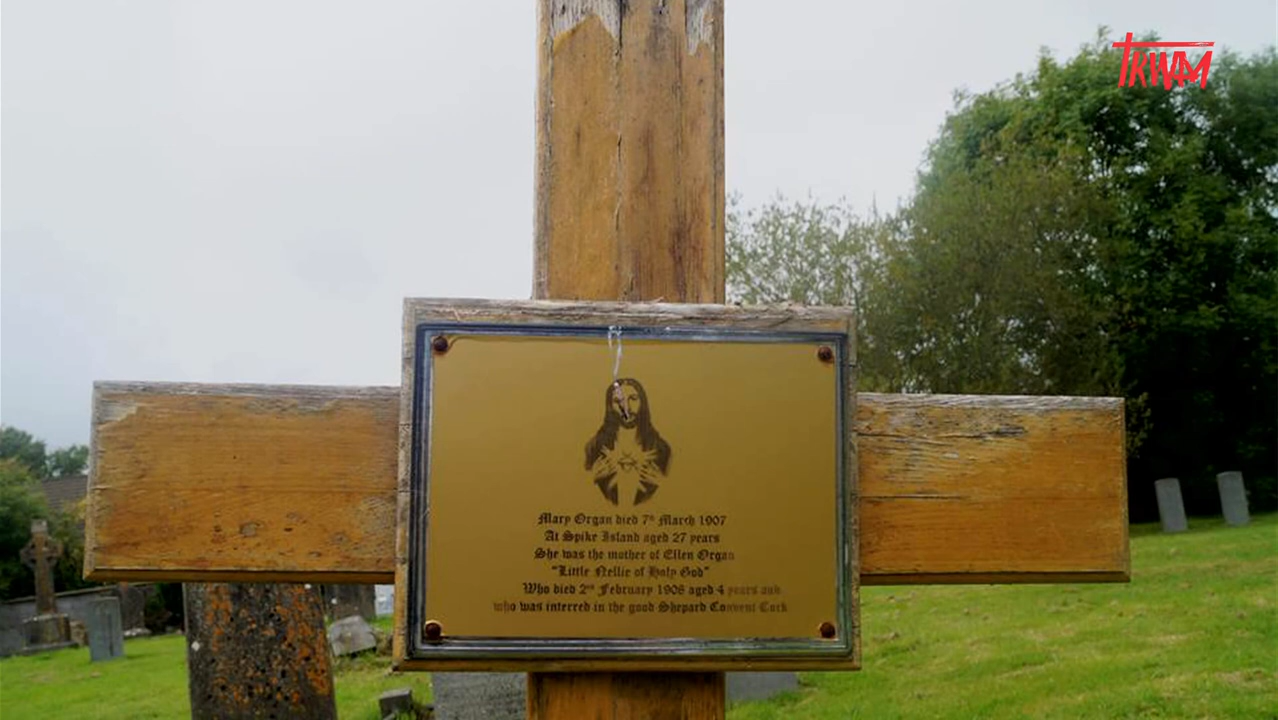 TRWAM
Mary Organ died 7th March 1907
At Spike Island aged 27 years
She was the mother of Ellen Organ
"Little Nellie of Holy God"
Who died 2nd February 1908 aged 4 years and
who was interred in the good Shepard Convent Cork